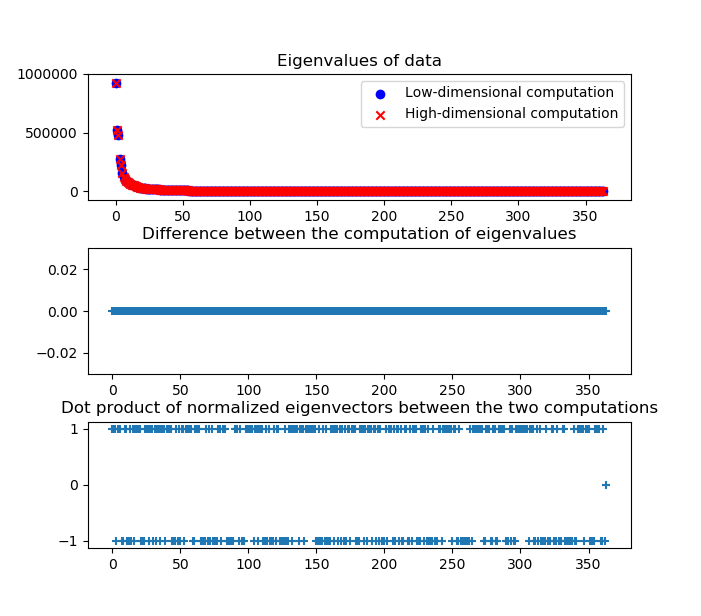 Eigenvalues of data
1000000
500000
0
Low-dimensional computation
High-dimensional computation
0 50 100 150 200 250 300 350
Difference between the computation of eigenvalues
0.02
0.00
−0.02
0 50 100 150 200 250 300 350
Dot product of normalized eigenvectors between the two computations
1
0
−1
0 50 100 150 200 250 300 350